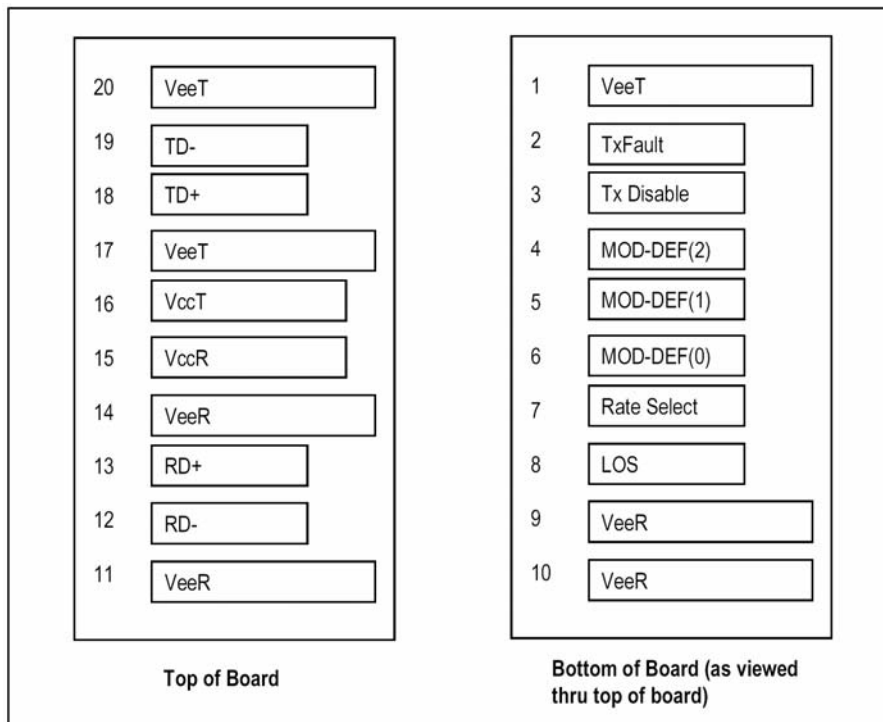 20 VeeT
19 TD-
18 TD+
17 VeeT
16 VccT
15 VccR
14 VeeR
13 RD+
12 RD-
11 VeeR
Top of Board
1 VeeT
2 TxFault
3 Tx Disable
4 MOD-DEF(2)
5 MOD-DEF(1)
6 MOD-DEF(0)
7 Rate Select
8 LOS
9 VeeR
10 VeeR
Bottom of Board (as viewed
thru top of board)